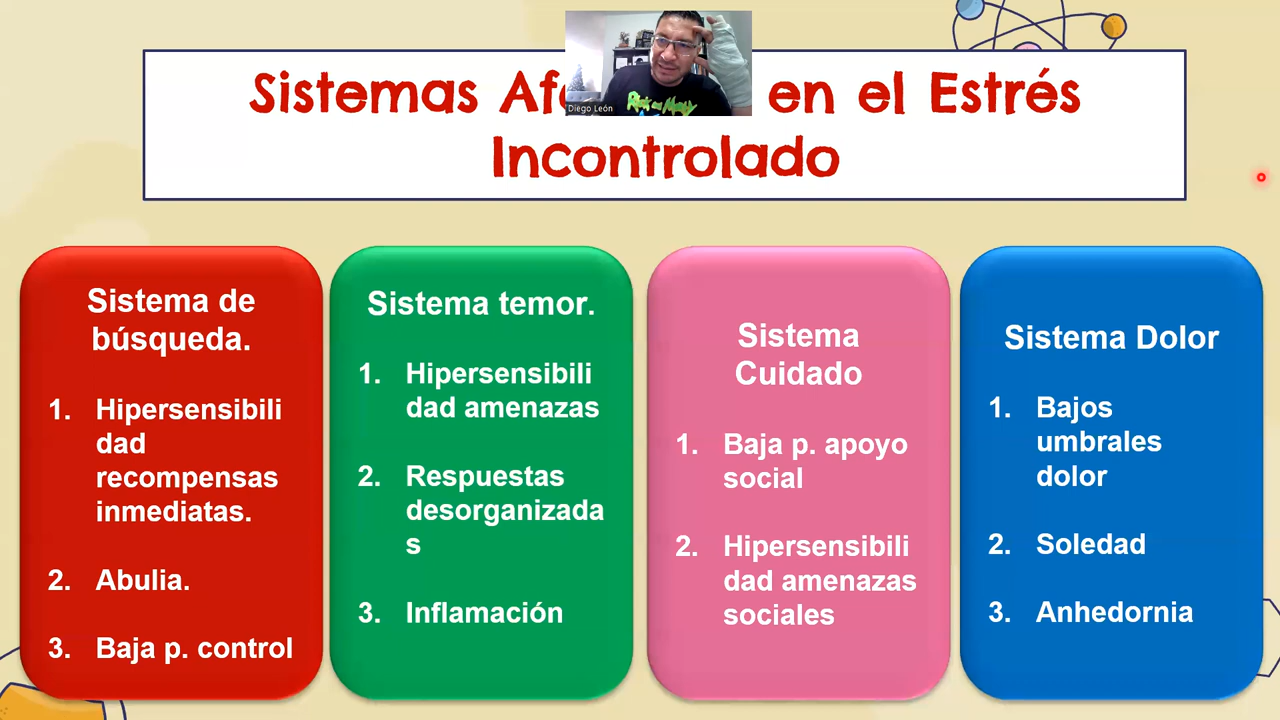 Sistemas Af en el Estrés
Incontrolado
Diego León
Sistema de
búsqueda.
1. Hipersensibili
dad
recompensas
inmediatas.
2. Abulia.
3. Baja p. control
Sistema temor.
1. Hipersensibili
dad amenazas
2. Respuestas
desorganizada
s
3. Inflamación
Sistema
Cuidado
1. Baja p. apoyo
social
2. Hipersensibili
dad amenazas
sociales
Sistema Dolor
1. Bajos
umbrales
dolor
2. Soledad
3. Anhedornia